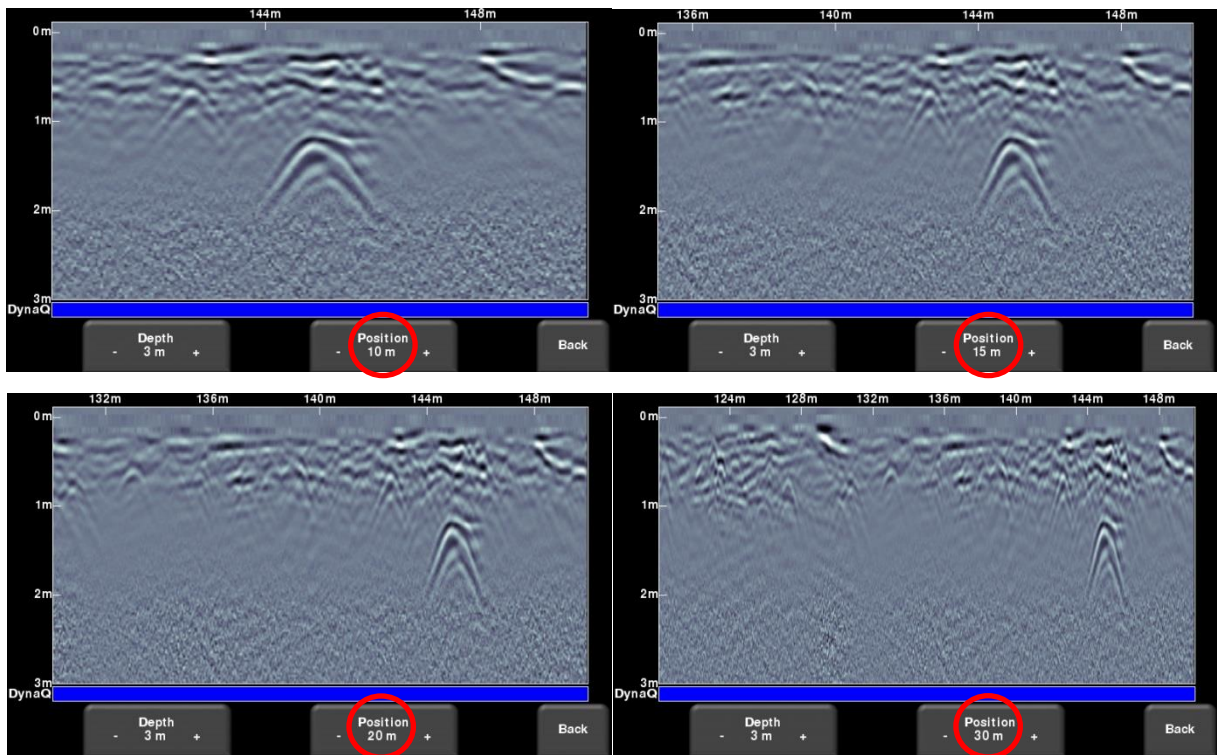 144m 148m
0m
1m
2m
3m
DynaQ
Depth
- 3 m +
Position
- 10 m +
Back
136m 140m 144m 148m
0m
1m
2m
3m
DynaQ
Depth
- 3 m +
Position
- 15 m +
Back
132m 136m 140m 144m 148m
0m
1m
2m
3m
DynaQ
Depth
- 3 m +
Position
- 20 m +
Back
124m 128m 132m 136m 140m 144m 148m
0m
1m
2m
3m
DynaQ
Depth
- 3 m +
Position
- 30 m +
Back